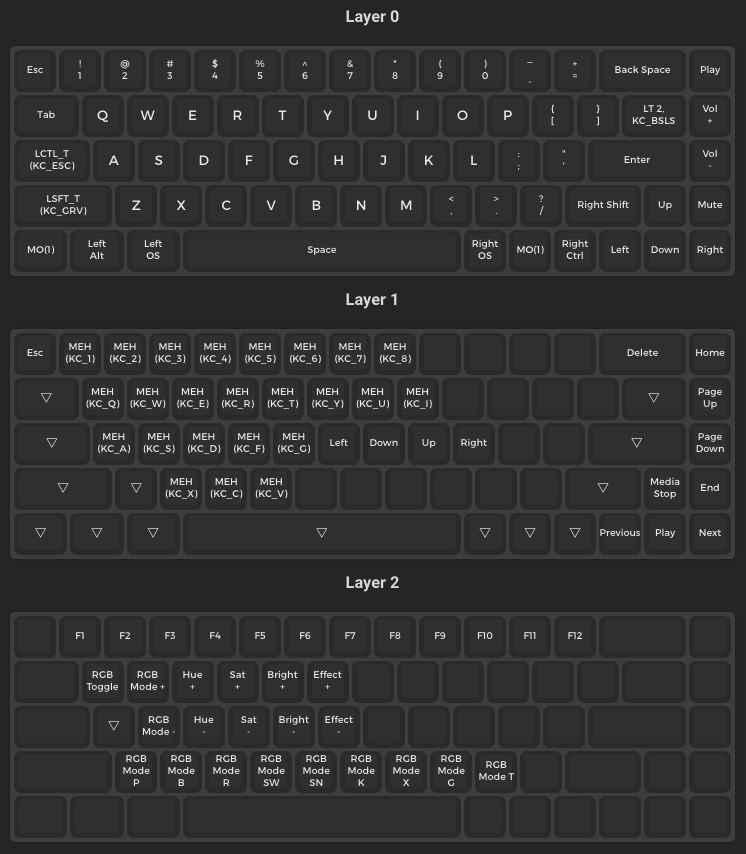 Layer 0
Esc ! 1 @ 2 # 3 $ 4 % 5 ^ 6 & 7 * 8 ( 9 ) 0 _ - + = Back Space Play
Tab Q W E R T Y U I O P { [ } ] LT 2, KC_BSLS Vol +
LCTL_T (KC_ESC) A S D F G H J K L : ; " ' Enter Vol -
LSFT_T (KC_GRV) Z X C V B N M < , > . ? / Right Shift Up Mute
MO(1) Left Alt Left OS Space Right OS MO(1) Right Ctrl Left Down Right
Layer 1
Esc MEH (KC_1) MEH (KC_2) MEH (KC_3) MEH (KC_4) MEH (KC_5) MEH (KC_6) MEH (KC_7) MEH (KC_8) Delete Home
▽ MEH (KC_Q) MEH (KC_W) MEH (KC_E) MEH (KC_R) MEH (KC_T) MEH (KC_Y) MEH (KC_U) MEH (KC_I) ▽ Page Up
▽ MEH (KC_A) MEH (KC_S) MEH (KC_D) MEH (KC_F) MEH (KC_G) Left Down Up Right ▽ Page Down
▽ ▽ MEH (KC_X) MEH (KC_C) MEH (KC_V) ▽ Media Stop End
▽ ▽ ▽ ▽ ▽ ▽ ▽ Previous Play Next
Layer 2
F1 F2 F3 F4 F5 F6 F7 F8 F9 F10 F11 F12
RGB Toggle RGB Mode + Hue + Sat + Bright + Effect +
▽ RGB Mode - Hue - Sat - Bright - Effect -
RGB Mode P RGB Mode B RGB Mode R RGB Mode SW RGB Mode SN RGB Mode K RGB Mode X RGB Mode G RGB Mode T